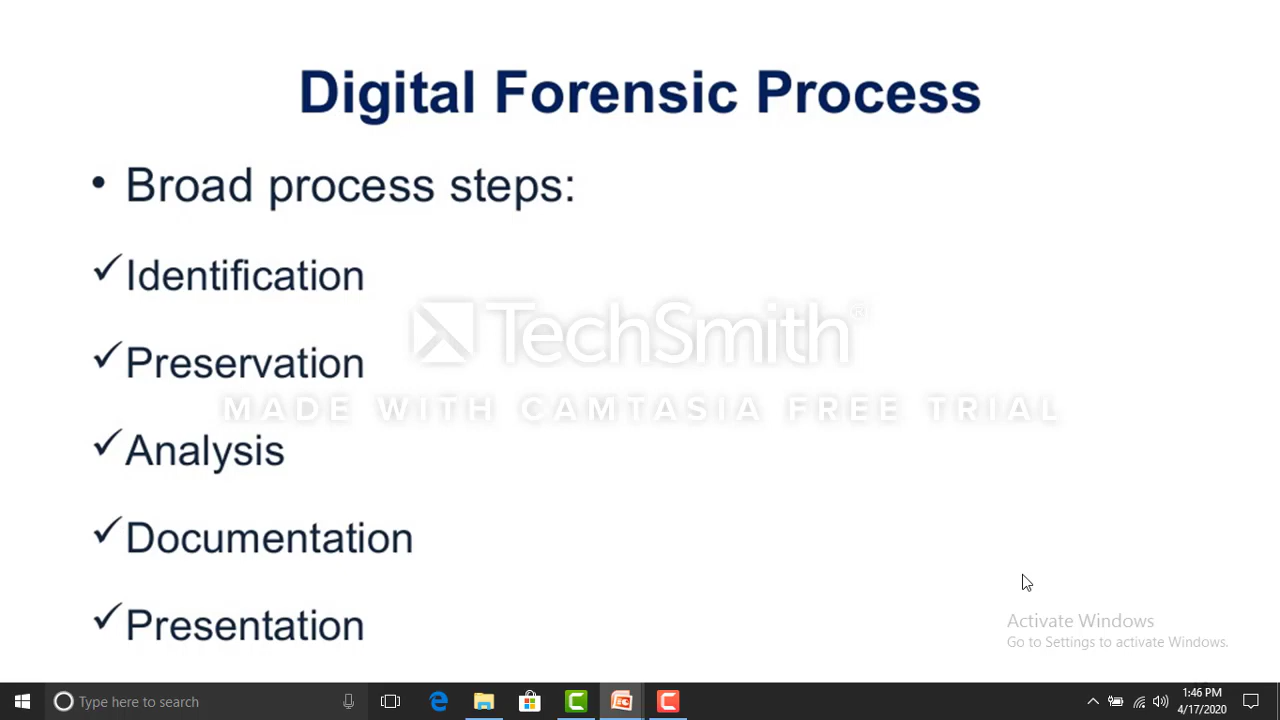 Digital Forensic Process
• Broad process steps:
✓Identification
TechSmith®
✓Preservation
MADE WITH CAMTASIA FREE TRIAL
✓Analysis
✓Documentation
✓Presentation
Activate Windows
Go to Settings to activate Windows.
Type here to search
1:46 PM
4/17/2020